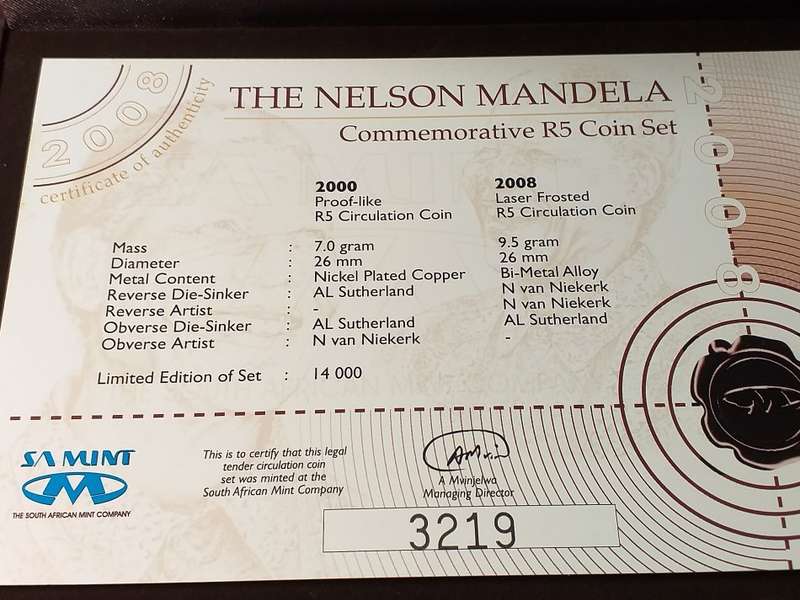 2008
certificate of authenticity
THE NELSON MANDELA
Commemorative R5 Coin Set
2008
2000 2008
Proof-like Laser Frosted
R5 Circulation Coin R5 Circulation Coin
Mass : 7.0 gram 9.5 gram
Diameter : 26 mm 26 mm
Metal Content : Nickel Plated Copper Bi-Metal Alloy
Reverse Die-Sinker : AL Sutherland N van Niekerk
Reverse Artist : - N van Niekerk
Obverse Die-Sinker : AL Sutherland AL Sutherland
Obverse Artist : N van Niekerk -
Limited Edition of Set : 14 000
SA MINT
THE SOUTH AFRICAN MINT COMPANY
This is to certify that this legal
tender circulation coin
set was minted at the
South African Mint Company
A Mvinjelwa
Managing Director
3219